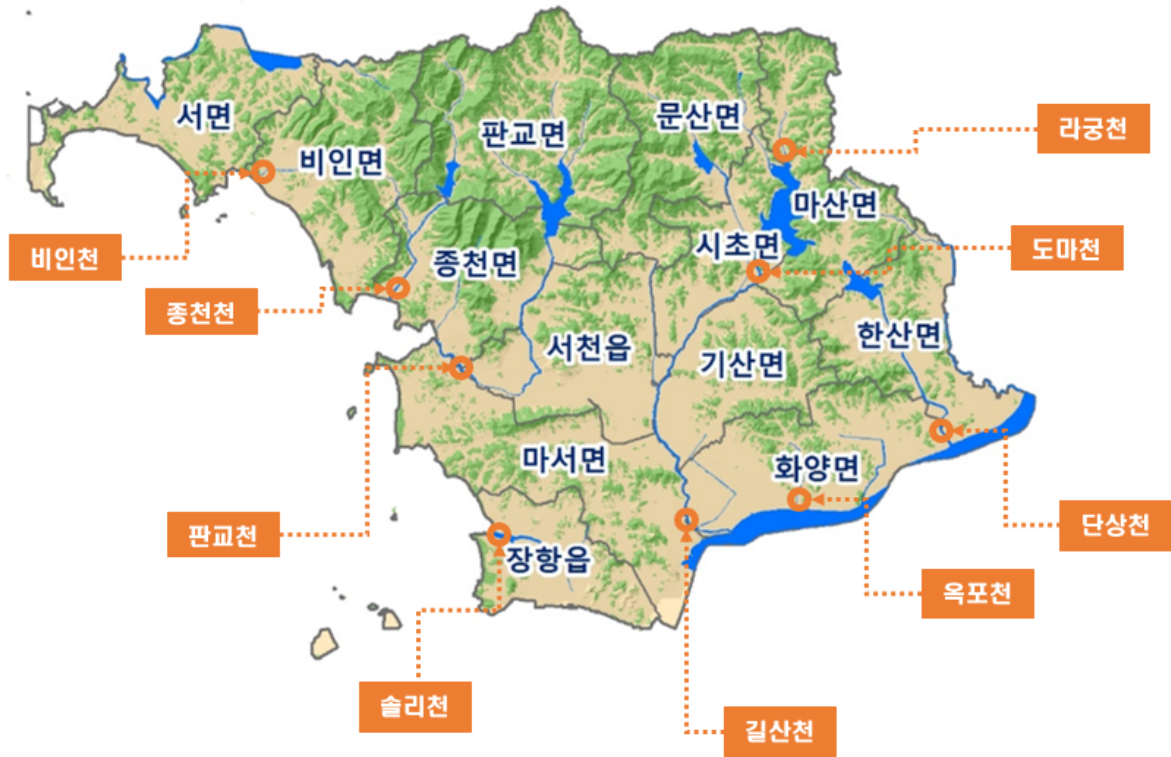 서면
비인면
판교면
문산면
라궁천
마산면
시초면
도마천
비인천
종천면
종천천
한산면
서천읍
기산면
마서면
화양면
판교천
단상천
장항읍
옥포천
솔리천
길산천